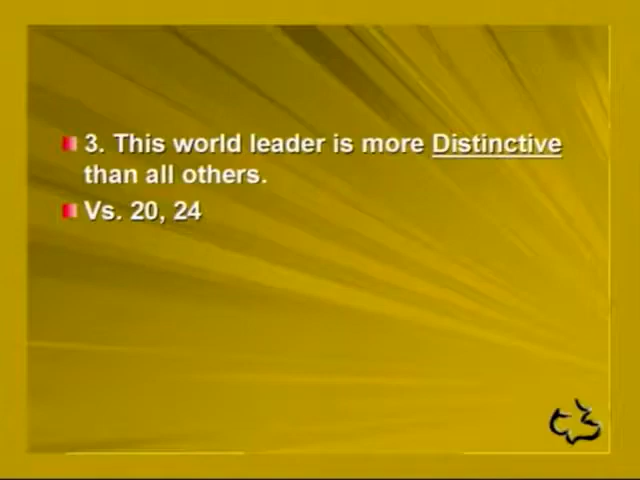 3. This world leader is more Distinctive
than all others.
Vs. 20, 24